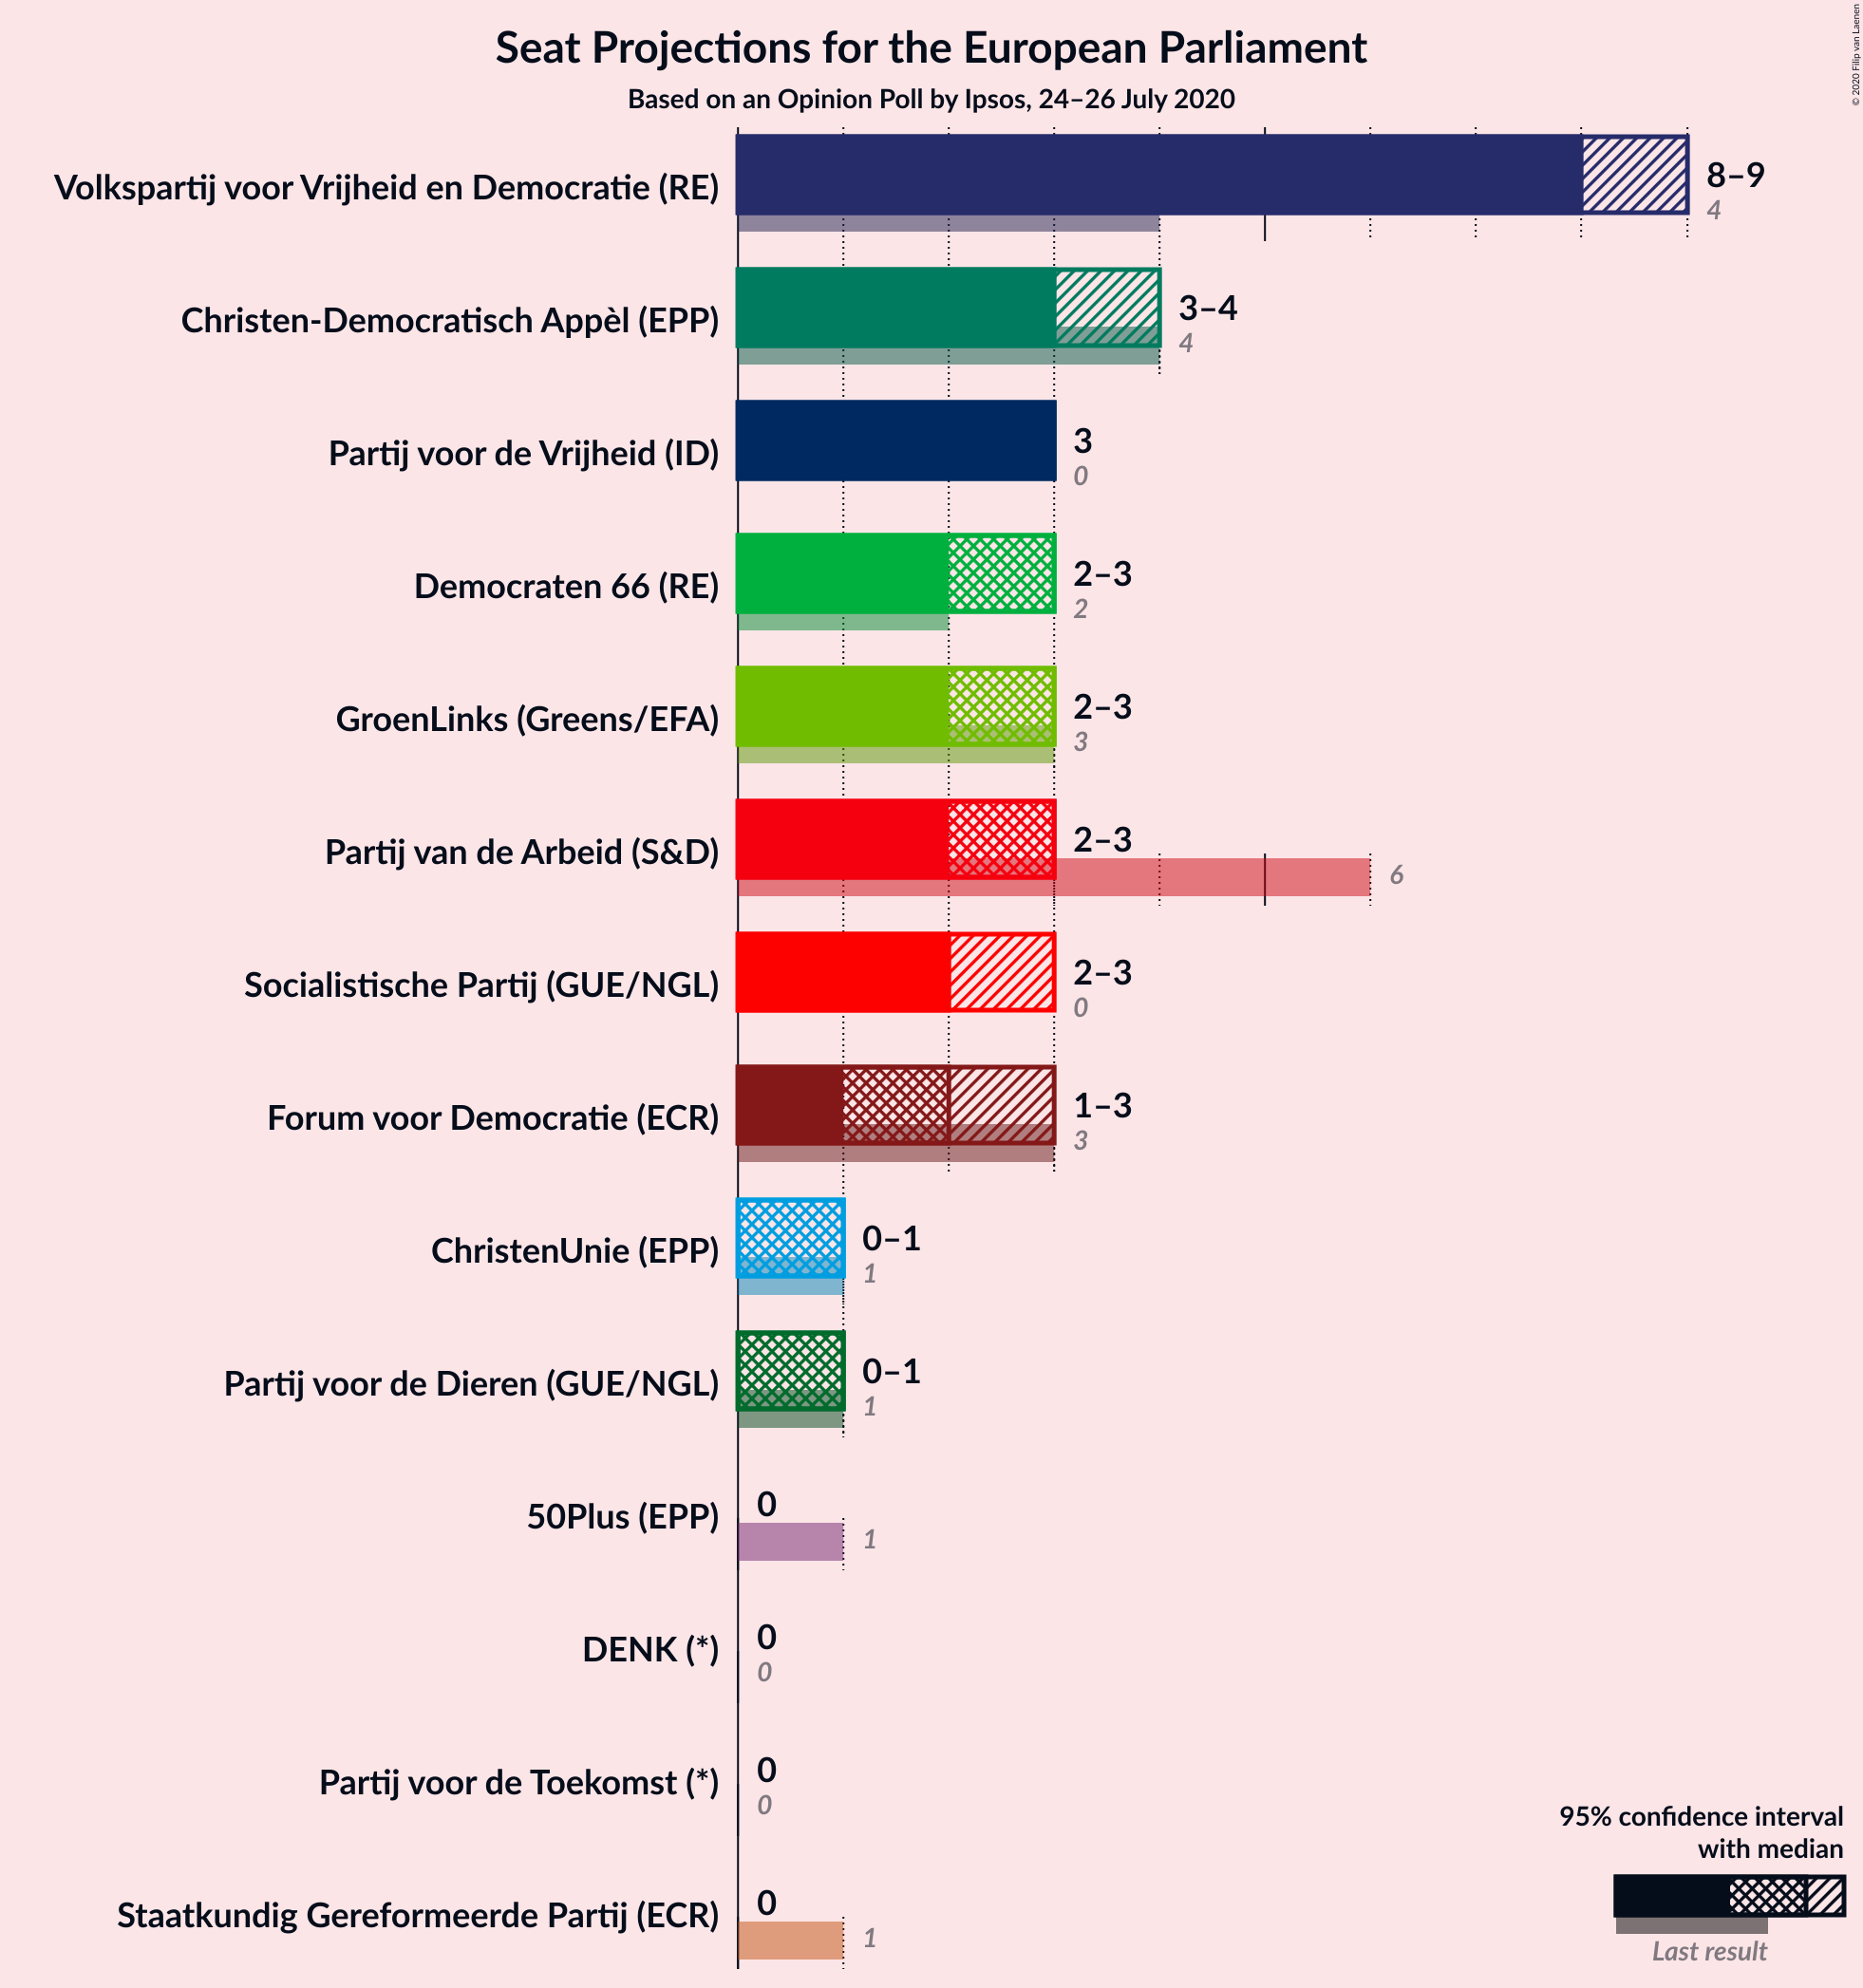 Seat Projections for the European Parliament
Based on an Opinion Poll by Ipsos, 24–26 July 2020
© 2020 Filip van Laenen
Volkspartij voor Vrijheid en Democratie (RE)
8–9
4
Christen-Democratisch Appèl (EPP)
3–4
4
Partij voor de Vrijheid (ID)
3
0
Democraten 66 (RE)
2–3
2
GroenLinks (Greens/EFA)
2–3
3
Partij van de Arbeid (S&D)
2–3
6
Socialistische Partij (GUE/NGL)
2–3
0
Forum voor Democratie (ECR)
1–3
3
ChristenUnie (EPP)
0–1
1
Partij voor de Dieren (GUE/NGL)
0–1
1
50Plus (EPP)
0
1
DENK (*)
0
0
Partij voor de Toekomst (*)
0
0
Staatkundig Gereformeerde Partij (ECR)
0
1
95% confidence interval
with median
Last result